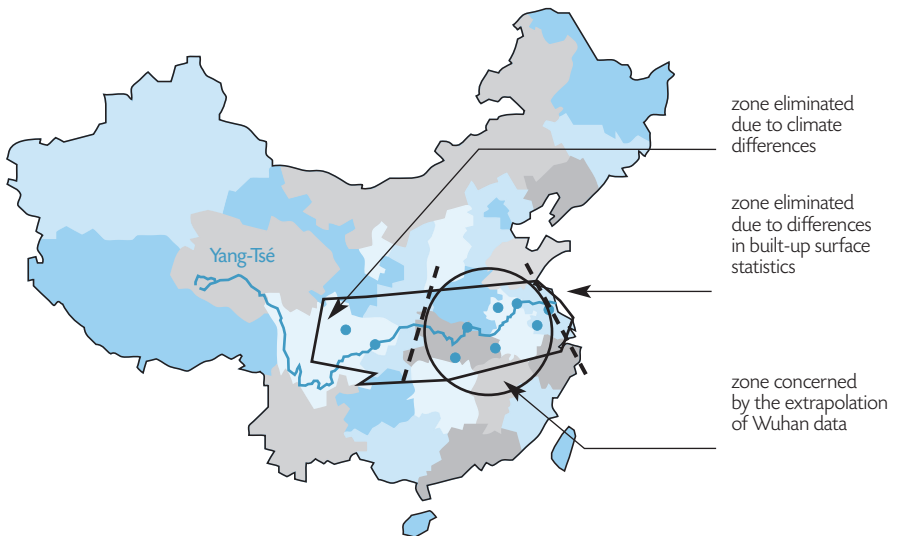 zone eliminated
due to climate
differences
zone eliminated
due to differences
in built-up surface
statistics
Yang-Tsé
zone concerned
by the extrapolation
of Wuhan data